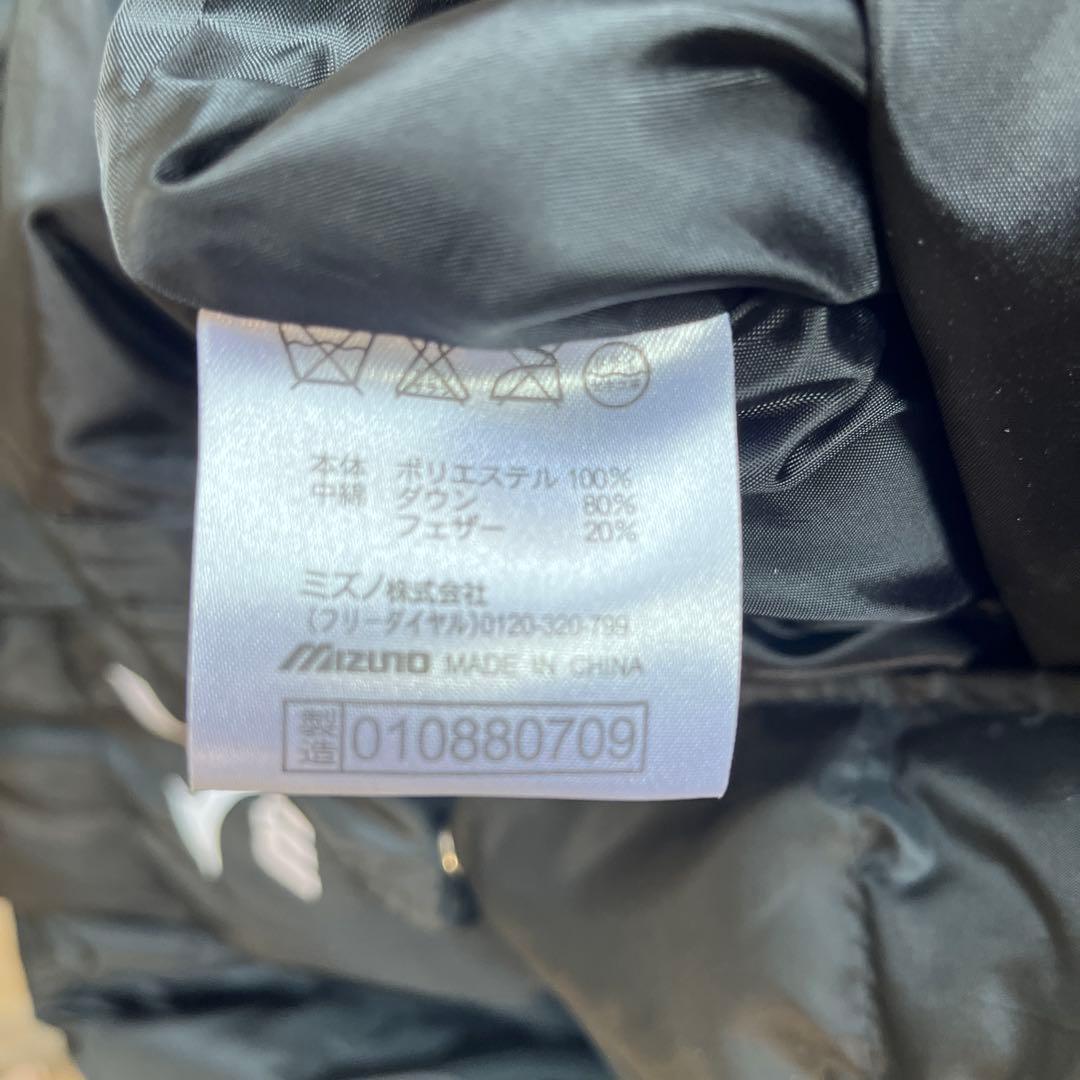 本体 ポリエステル 100%
中綿 ダウン 80%
フェザー 20%
ミズノ株式会社
(フリーダイヤル)0120-320-799
MIZUNO MADE IN CHINA
製造 010880709